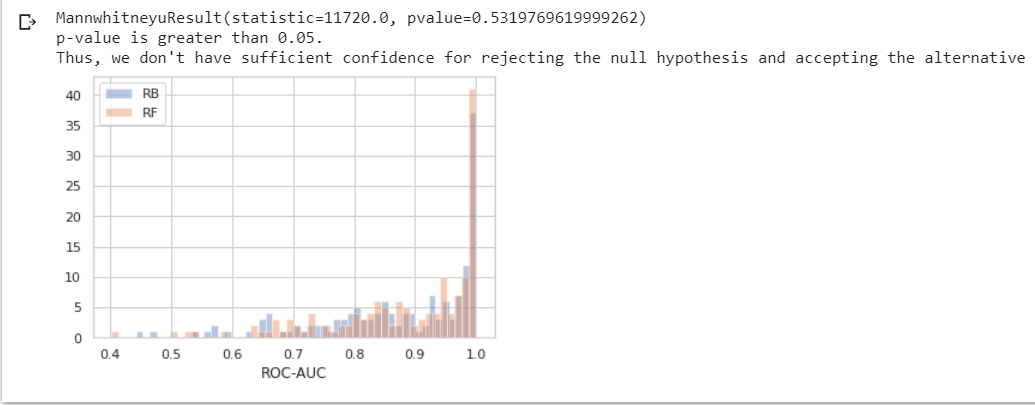 MannwhitneyuResult(statistic=11720.0, pvalue=0.5319769619999262)
p-value is greater than 0.05.
Thus, we don't have sufficient confidence for rejecting the null hypothesis and accepting the alternative
RB
RF
40
35
30
25
20
15
10
5
0
0.4 0.5 0.6 0.7 0.8 0.9 1.0
ROC-AUC